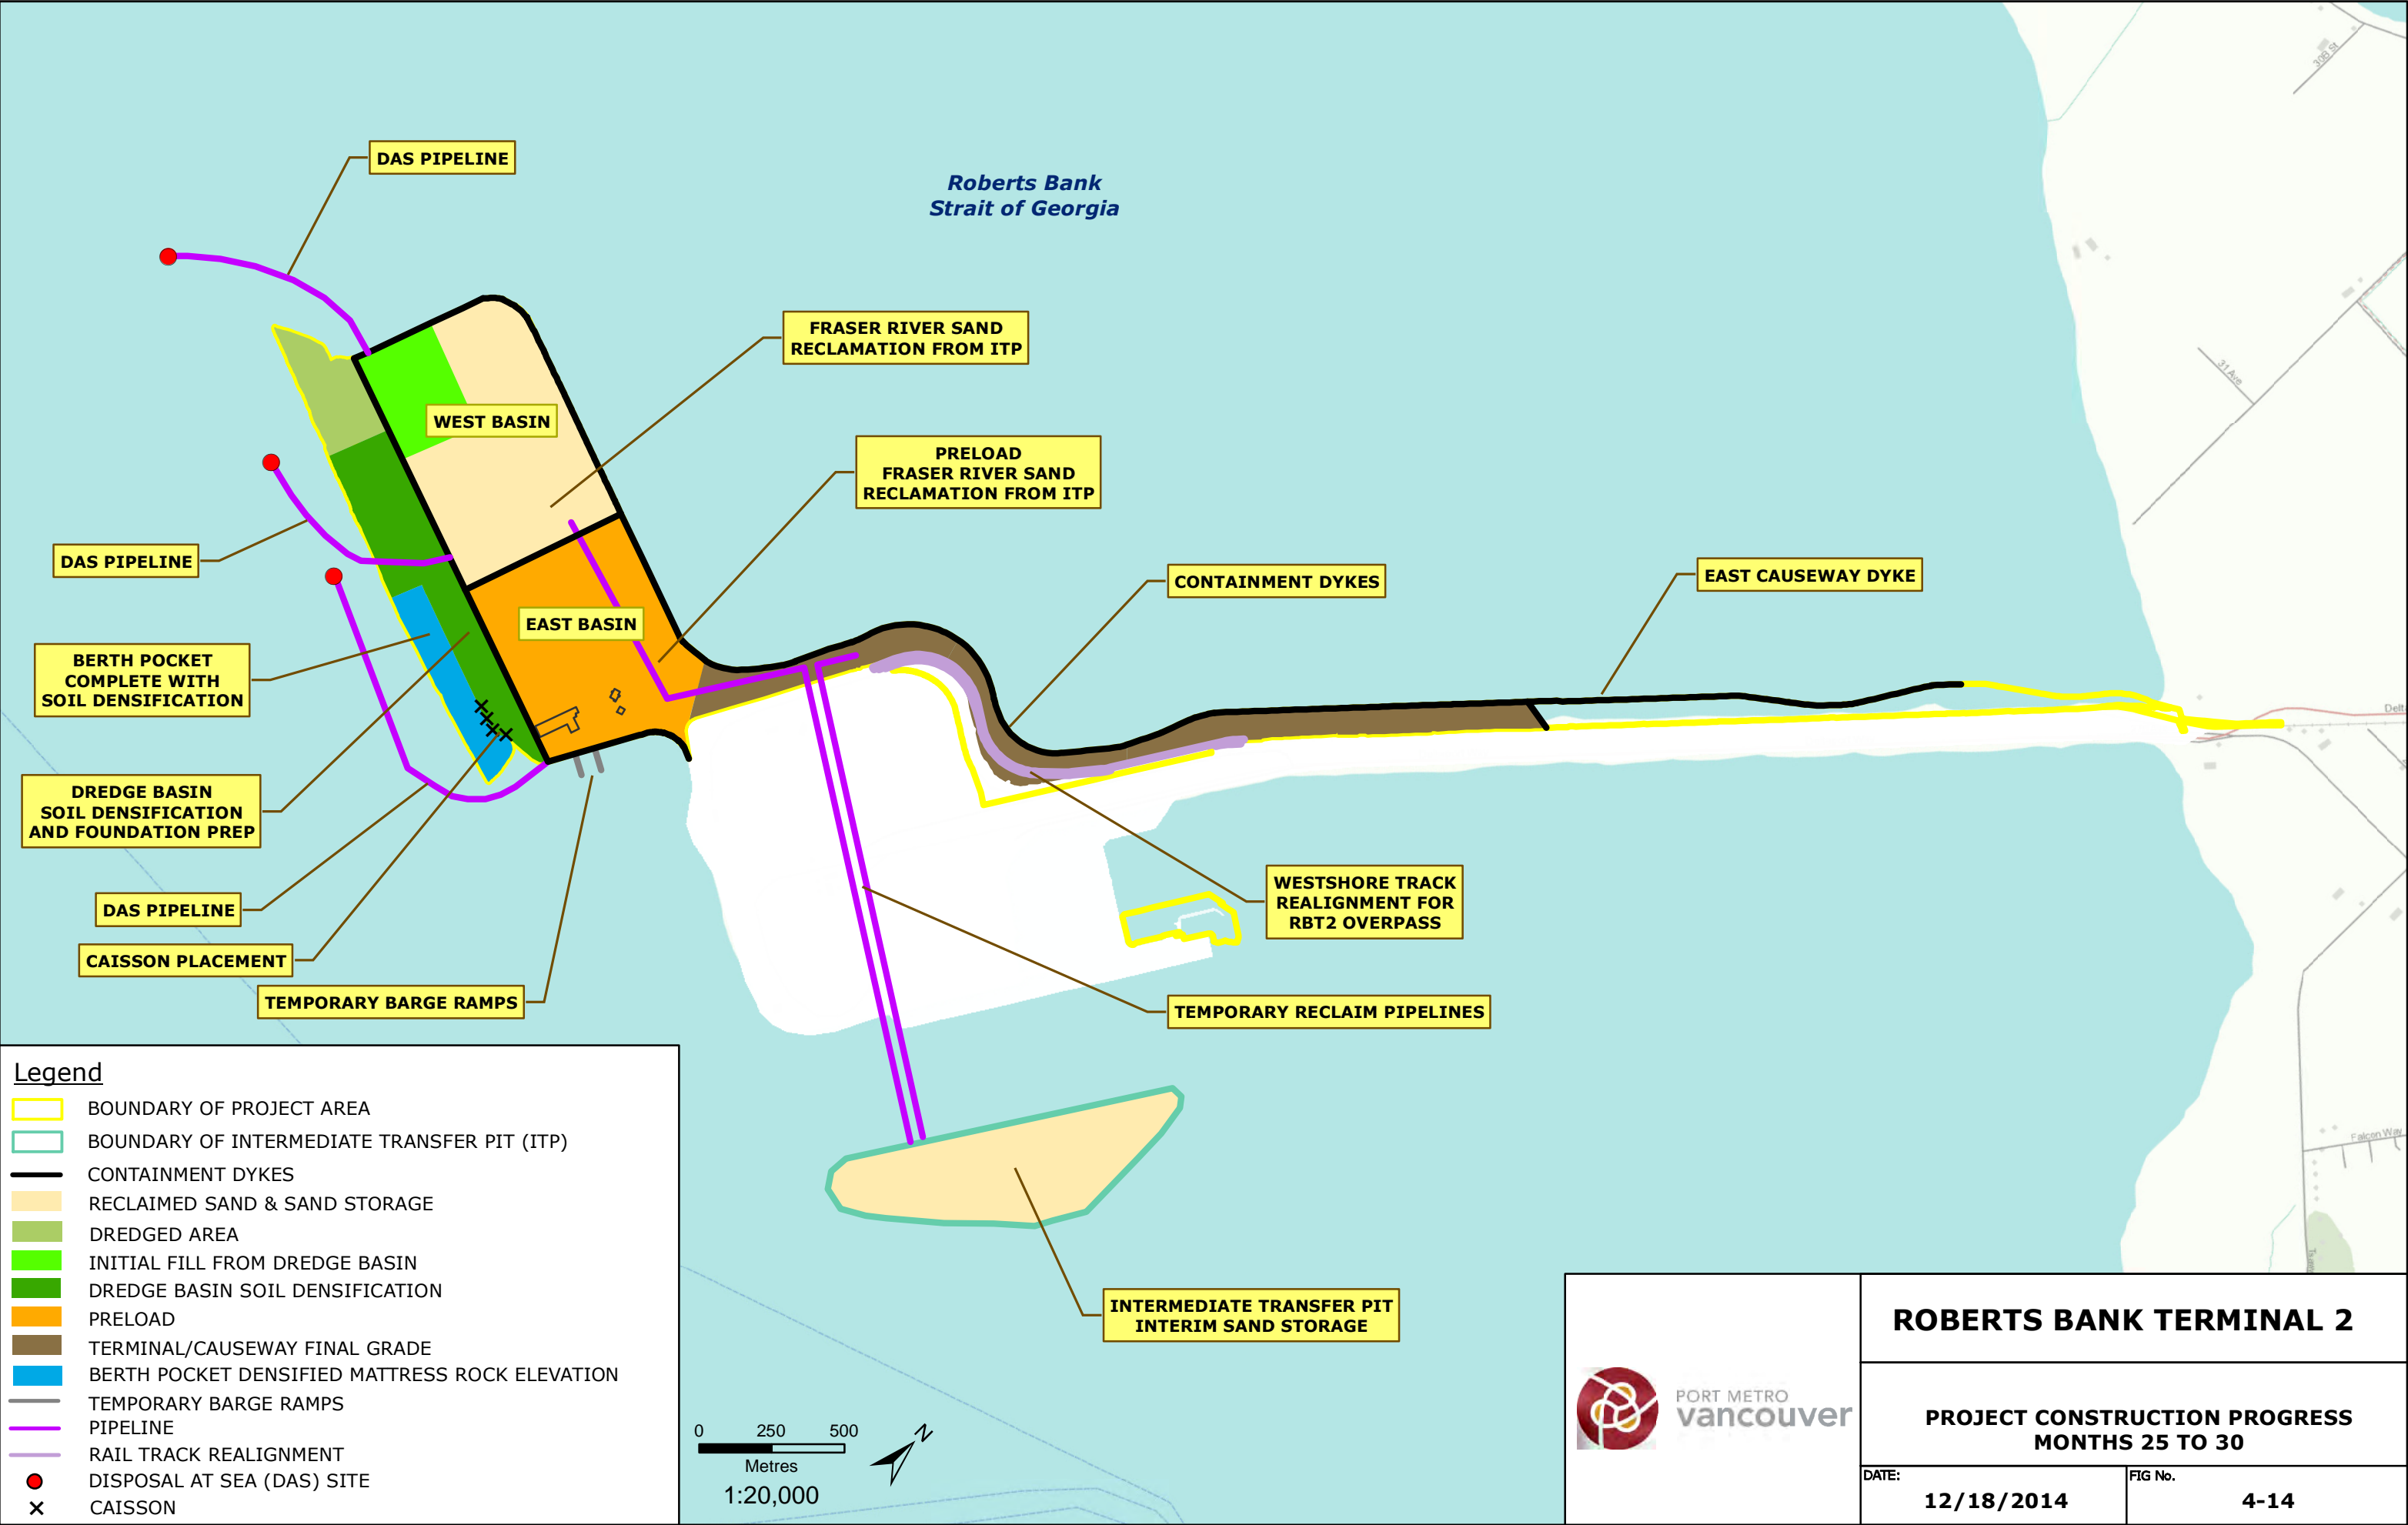 30B St
DAS PIPELINE
Roberts Bank
Strait of Georgia
FRASER RIVER SAND
RECLAMATION FROM ITP
31 Ave
WEST BASIN
PRELOAD
FRASER RIVER SAND
RECLAMATION FROM ITP
DAS PIPELINE
CONTAINMENT DYKES
EAST CAUSEWAY DYKE
EAST BASIN
BERTH POCKET
COMPLETE WITH
SOIL DENSIFICATION
DREDGE BASIN
SOIL DENSIFICATION
AND FOUNDATION PREP
DAS PIPELINE
CAISSON PLACEMENT
TEMPORARY BARGE RAMPS
WESTSHORE TRACK
REALIGNMENT FOR
RBT2 OVERPASS
TEMPORARY RECLAIM PIPELINES
Falcon Way
INTERMEDIATE TRANSFER PIT
INTERIM SAND STORAGE
Legend
BOUNDARY OF PROJECT AREA
BOUNDARY OF INTERMEDIATE TRANSFER PIT (ITP)
CONTAINMENT DYKES
RECLAIMED SAND & SAND STORAGE
DREDGED AREA
INITIAL FILL FROM DREDGE BASIN
DREDGE BASIN SOIL DENSIFICATION
PRELOAD
TERMINAL/CAUSEWAY FINAL GRADE
BERTH POCKET DENSIFIED MATTRESS ROCK ELEVATION
TEMPORARY BARGE RAMPS
PIPELINE
RAIL TRACK REALIGNMENT
DISPOSAL AT SEA (DAS) SITE
CAISSON
0 250 500
Metres
1:20,000
N
PORT METRO
vancouver
ROBERTS BANK TERMINAL 2
PROJECT CONSTRUCTION PROGRESS
MONTHS 25 TO 30
DATE:
12/18/2014
FIG No.
4-14